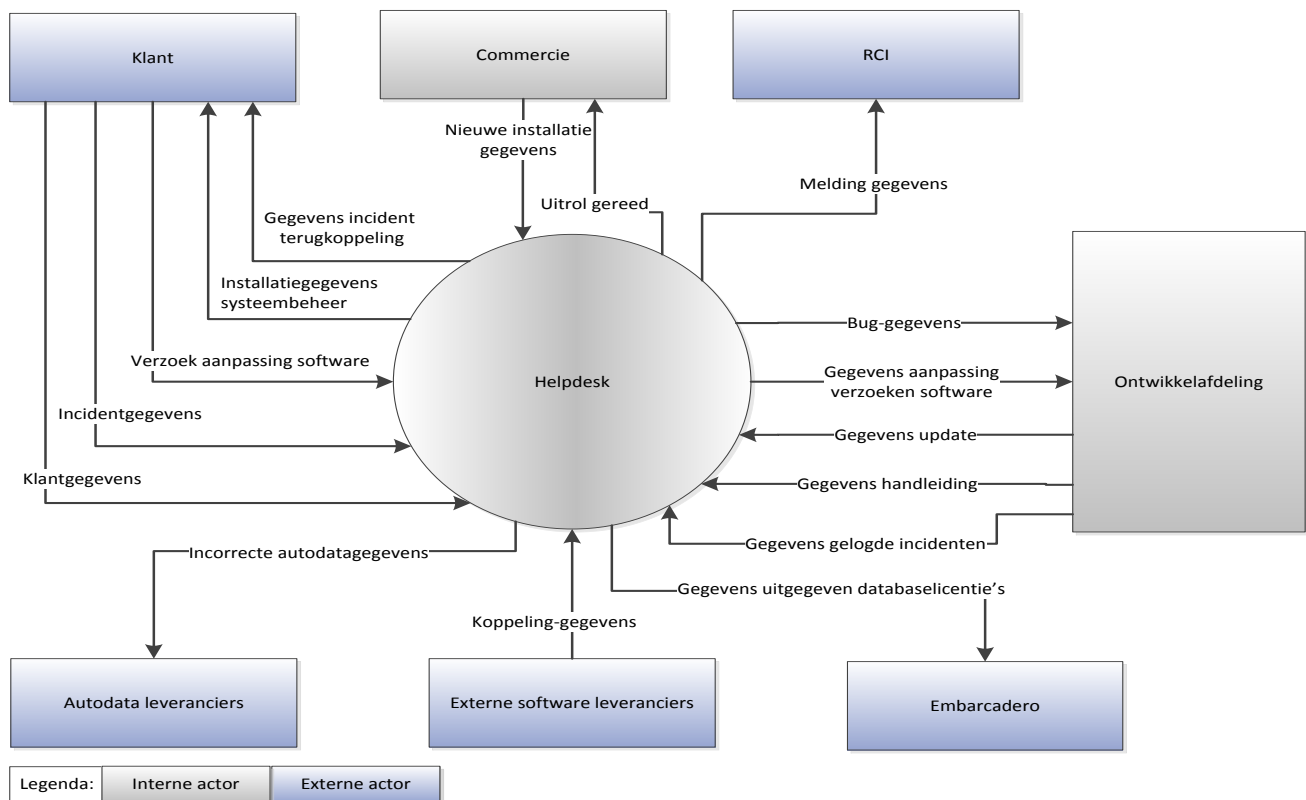 Klant
Commercie
RCI
Nieuwe installatie
gegevens
Melding gegevens
Uitrol gereed
Gegevens incident
terugkoppeling
Installatiegegevens
systeembeheer
Bug-gegevens
Verzoek aanpassing software
Helpdesk
Gegevens aanpassing
verzoeken software
Ontwikkelafdeling
Incidentgegevens
Gegevens update
Klantgegevens
Gegevens handleiding
Incorrecte autodatagegevens
Gegevens gelogde incidenten
Gegevens uitgegeven databaselicentie’s
Koppeling-gegevens
Autodata leveranciers
Externe software leveranciers
Embarcadero
Legenda:
Interne actor
Externe actor